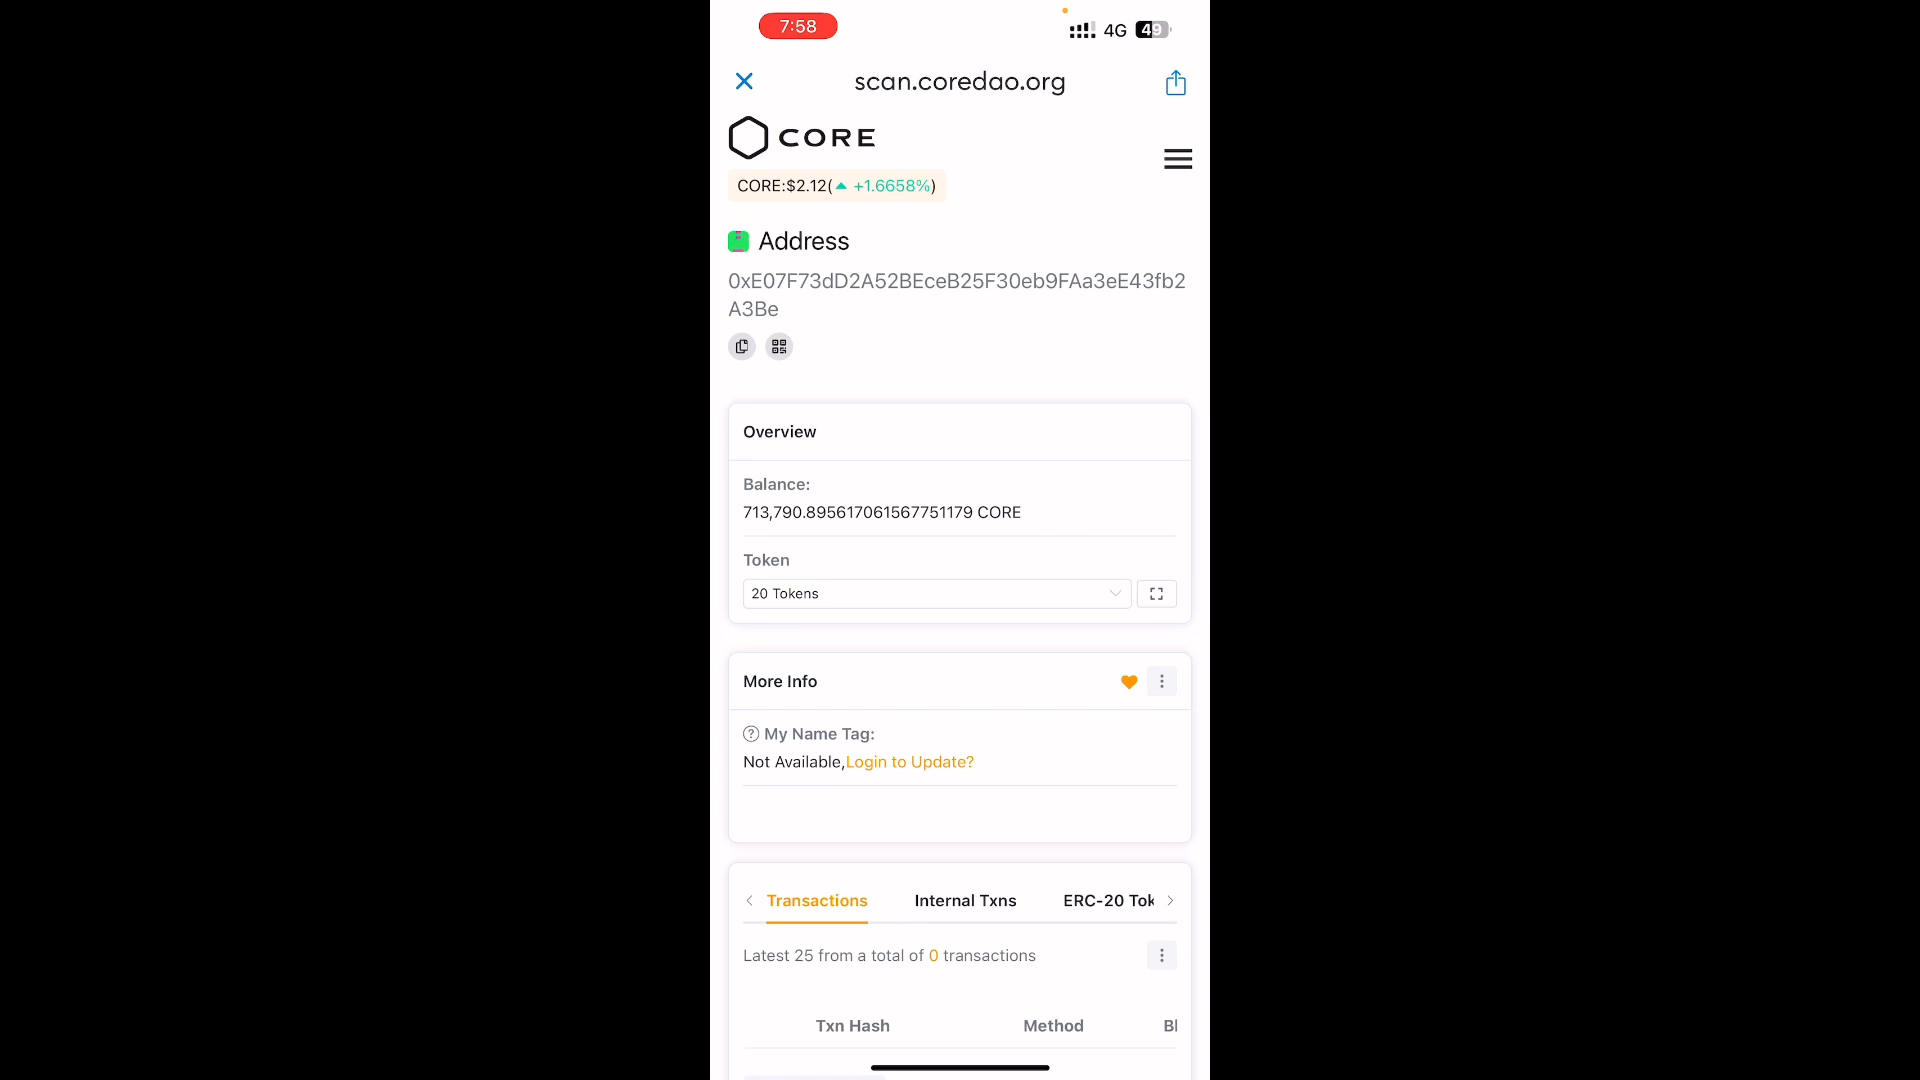 7:58
4G 49
scan.coredao.org
CORE
CORE:$2.12( +1.6658%)
Address
0xE07F73dD2A52BEceB25F30eb9FAa3eE43fb2
A3Be
Overview
Balance:
713,790.895617061567751179 CORE
Token
20 Tokens
More Info
? My Name Tag:
Not Available,Login to Update?
Transactions Internal Txns ERC-20 Tok
Latest 25 from a total of 0 transactions
Txn Hash Method Bl